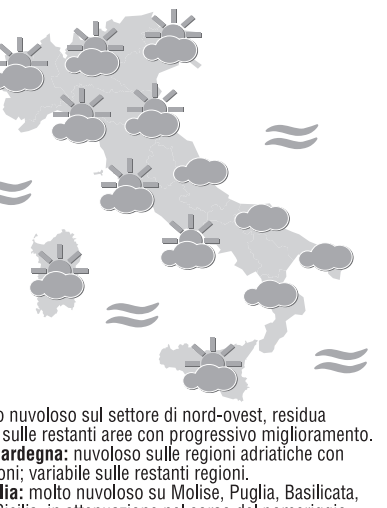 o nuvoloso sul settore di nord-ovest, residua
sulle restanti aree con progressivo miglioramento.
ardegna: nuvoloso sulle regioni adriatiche con
oni; variabile sulle restanti regioni.
lia: molto nuvoloso su Molise, Puglia, Basilicata,